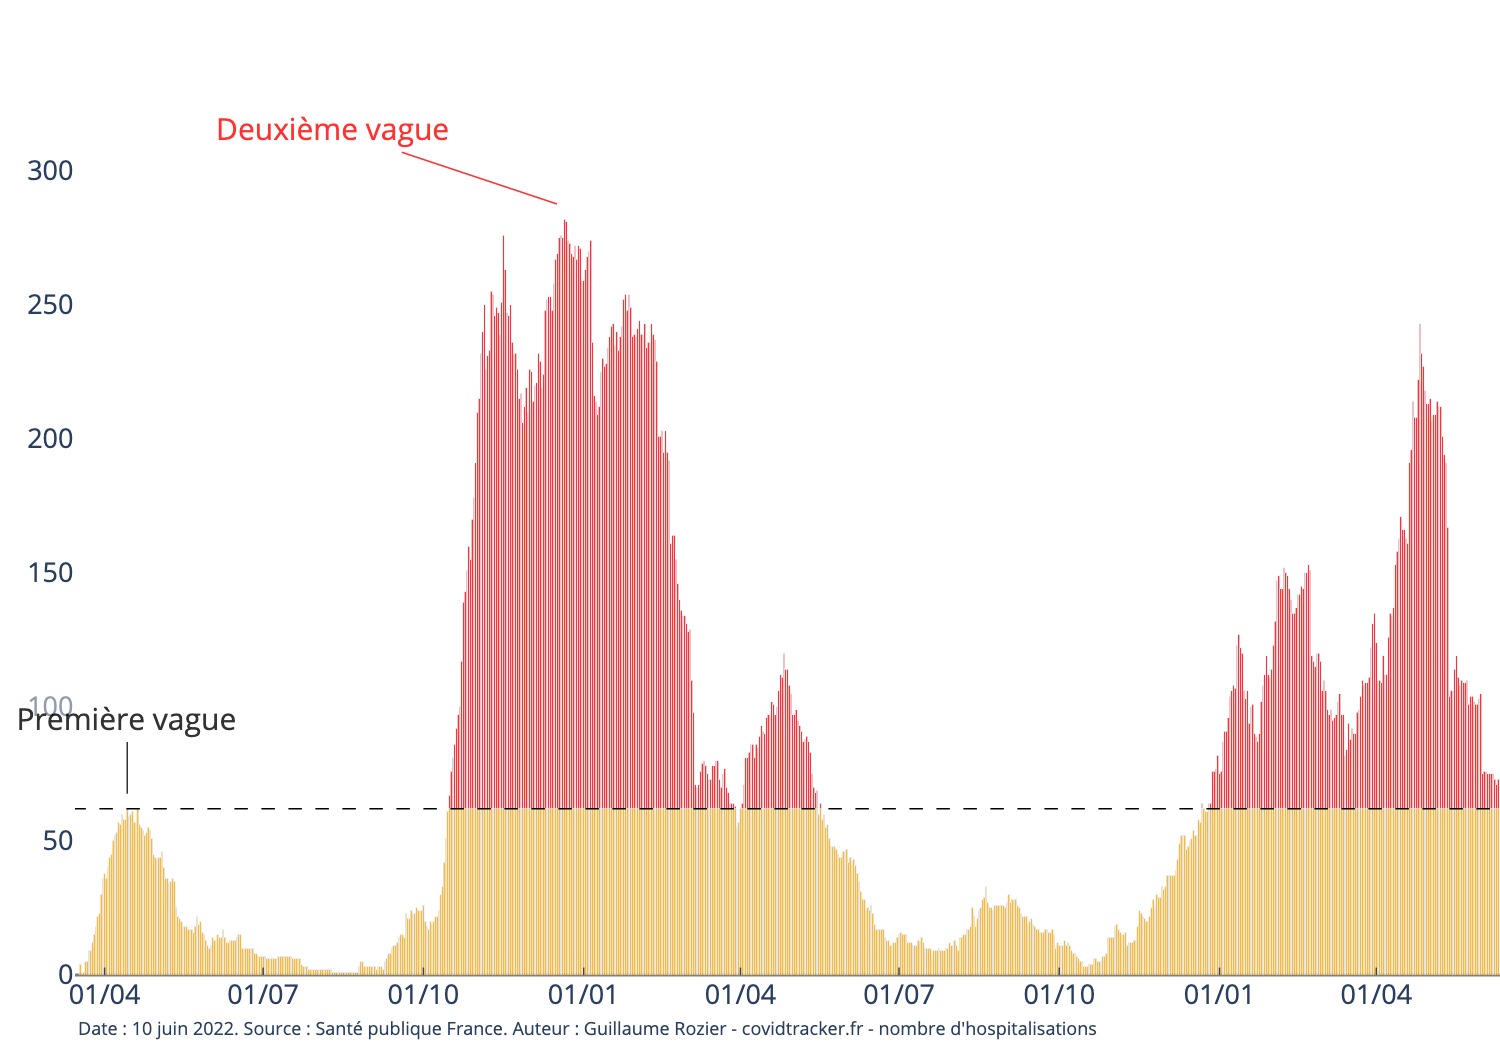 Deuxième vague
300
250
200
150
100
Première vague
50
0
01/04 01/07 01/10 01/01 01/04 01/07 01/10 01/01 01/04
Date : 10 juin 2022. Source : Santé publique France. Auteur : Guillaume Rozier - covidtracker.fr - nombre d'hospitalisations